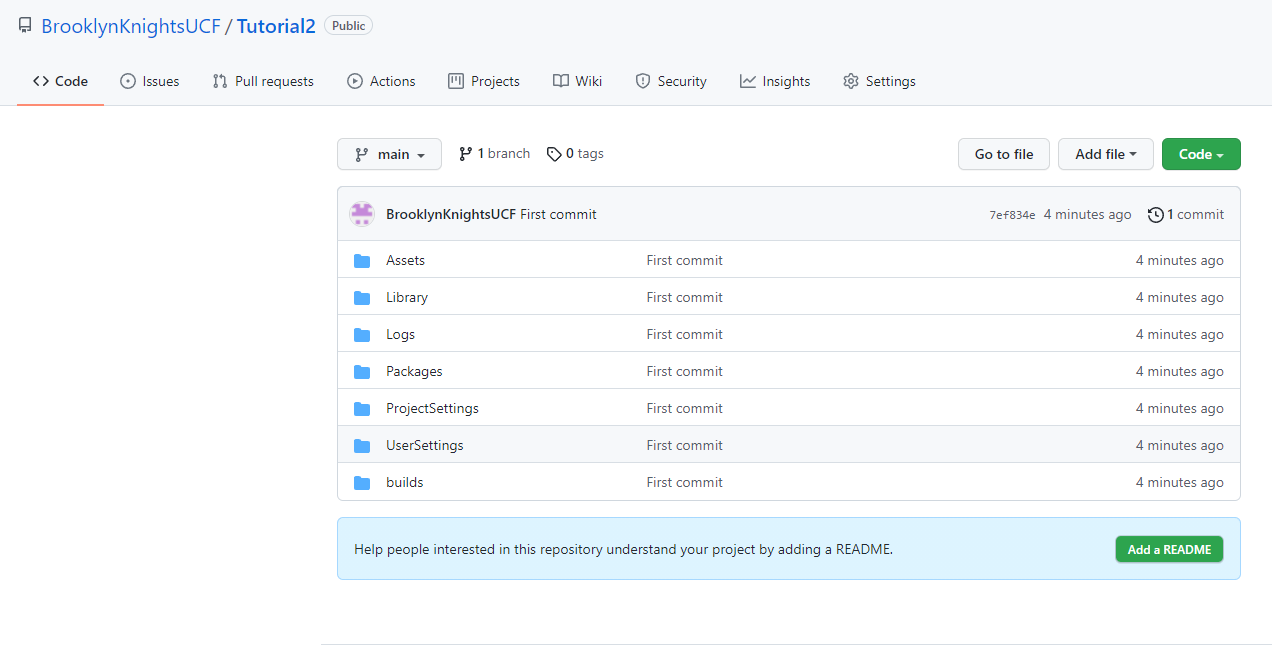 BrooklynKnightsUCF / Tutorial2 Public
Code Issues Pull requests Actions Projects Wiki Security Insights Settings
main 1 branch 0 tags Go to file Add file Code
BrooklynKnightsUCF First commit 7ef834e 4 minutes ago 1 commit
Assets First commit 4 minutes ago
Library First commit 4 minutes ago
Logs First commit 4 minutes ago
Packages First commit 4 minutes ago
ProjectSettings First commit 4 minutes ago
UserSettings First commit 4 minutes ago
builds First commit 4 minutes ago
Help people interested in this repository understand your project by adding a README. Add a README